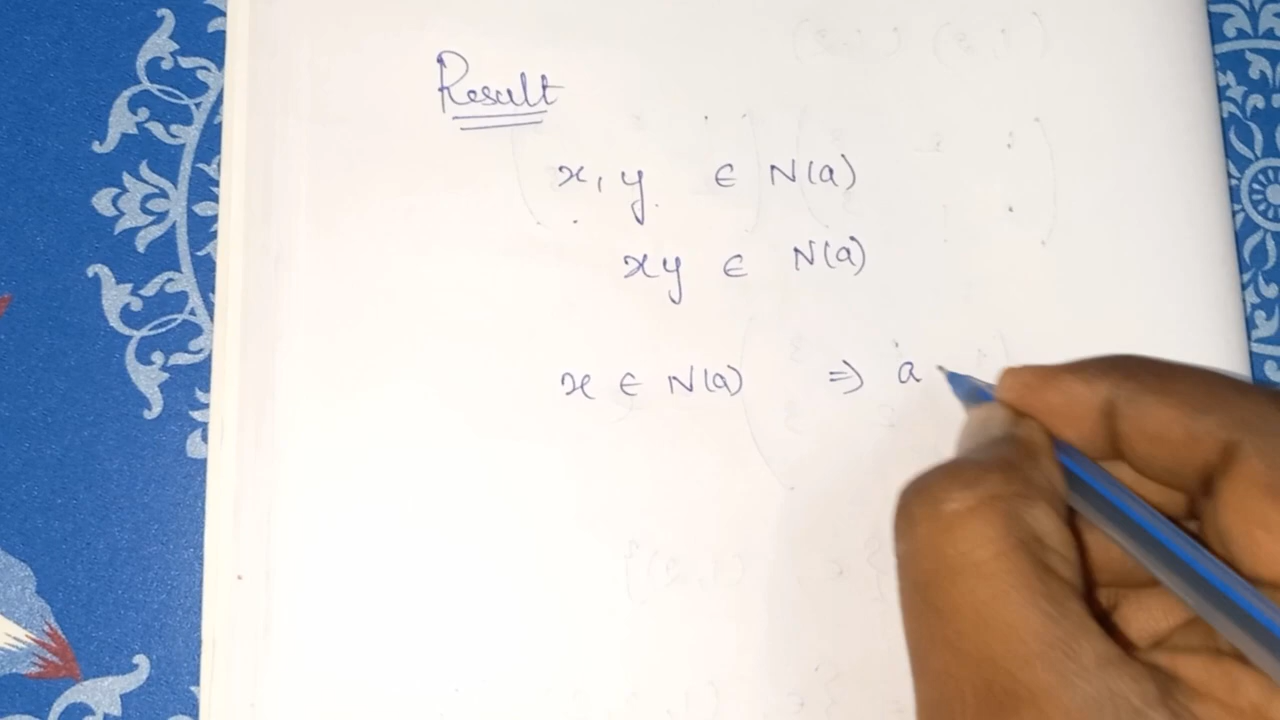 Result
x, y ∈ N(a)
xy ∈ N(a)
x ∈ N(a) ⇒ a